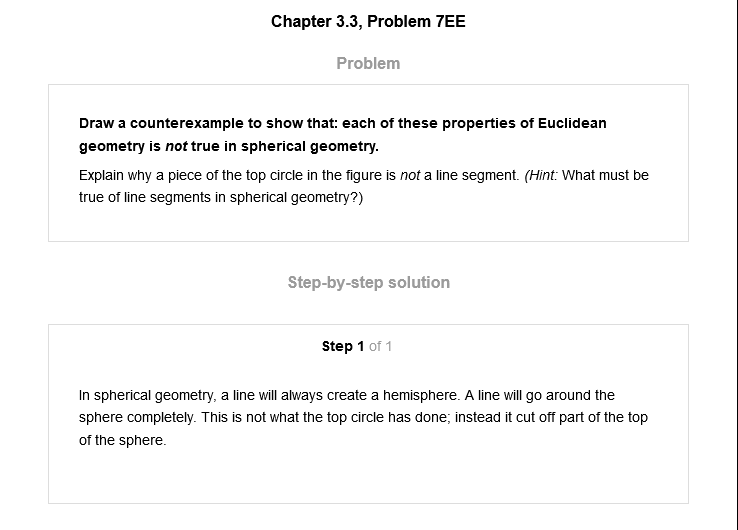 Chapter 3.3, Problem 7EE
Problem
Draw a counterexample to show that: each of these properties of Euclidean
geometry is not true in spherical geometry.
Explain why a piece of the top circle in the figure is not a line segment. (Hint: What must be
true of line segments in spherical geometry?)
Step-by-step solution
Step 1 of 1
In spherical geometry, a line will always create a hemisphere. A line will go around the
sphere completely. This is not what the top circle has done; instead it cut off part of the top
of the sphere.